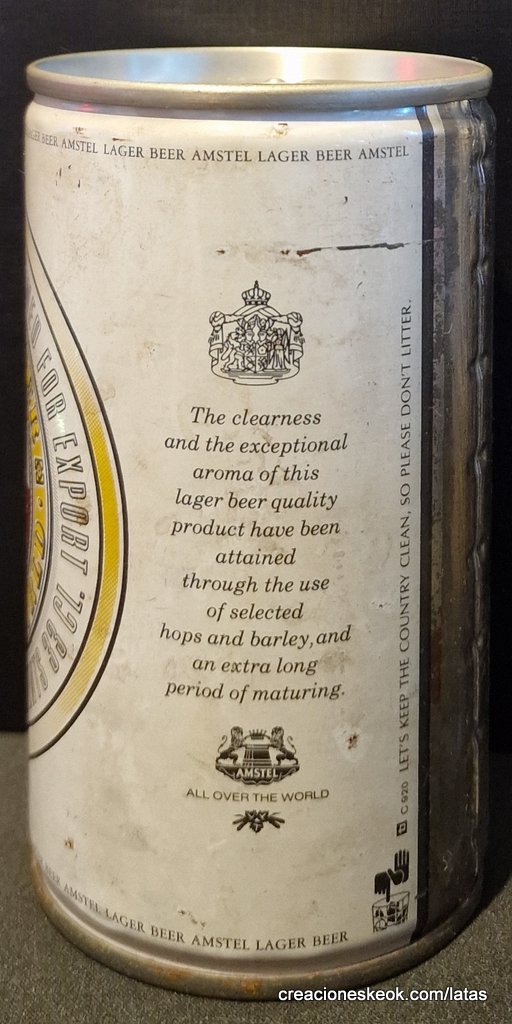 BEER AMSTEL LAGER BEER AMSTEL LAGER BEER AMSTEL
The clearness
and the exceptional
aroma of this
lager beer quality
product have been
attained
through the use
of selected
hops and barley, and
an extra long
period of maturing.
AMSTEL
ALL OVER THE WORLD
AMSTEL LAGER BEER AMSTEL LAGER BEER
FOR EXPORT
C 920 LET'S KEEP THE COUNTRY CLEAN, SO PLEASE DON'T LITTER.
creacioneskeok.com/latas